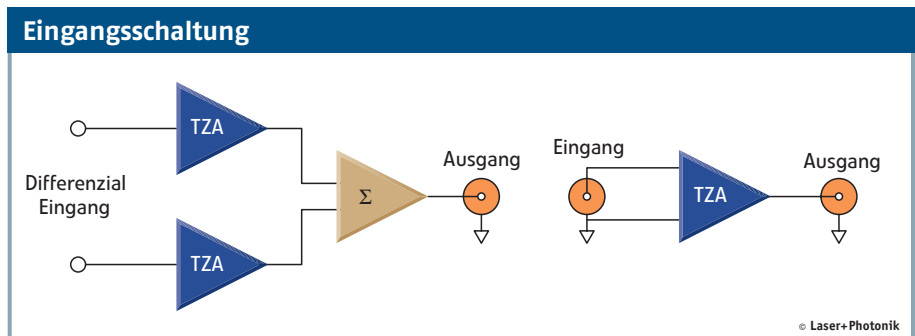 Eingangsschaltung
TZA
Differenzial
Eingang
TZA
Σ
Ausgang
Eingang
TZA
Ausgang
© Laser+Photonik